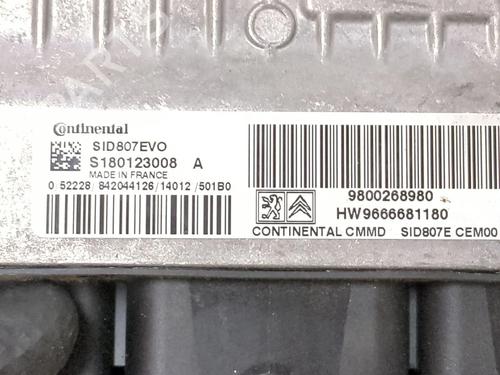 Continental
SID807EVO
S180123008 A
MADE IN FRANCE
0 52228/ 842044126/14012 /501B0
9800268980
HW9666681180
CONTINENTAL CMMD SID807E CEM00